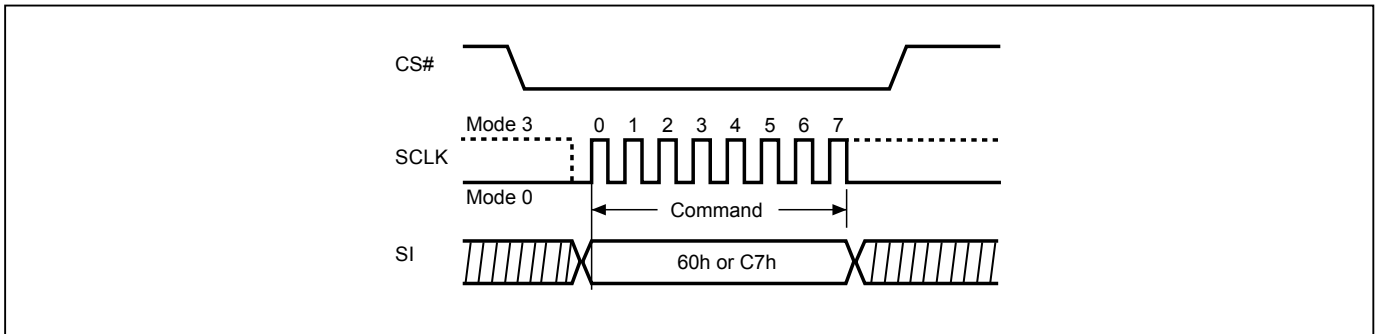 CS#
Mode 3
0 1 2 3 4 5 6 7
SCLK
Mode 0
Command
SI
60h or C7h